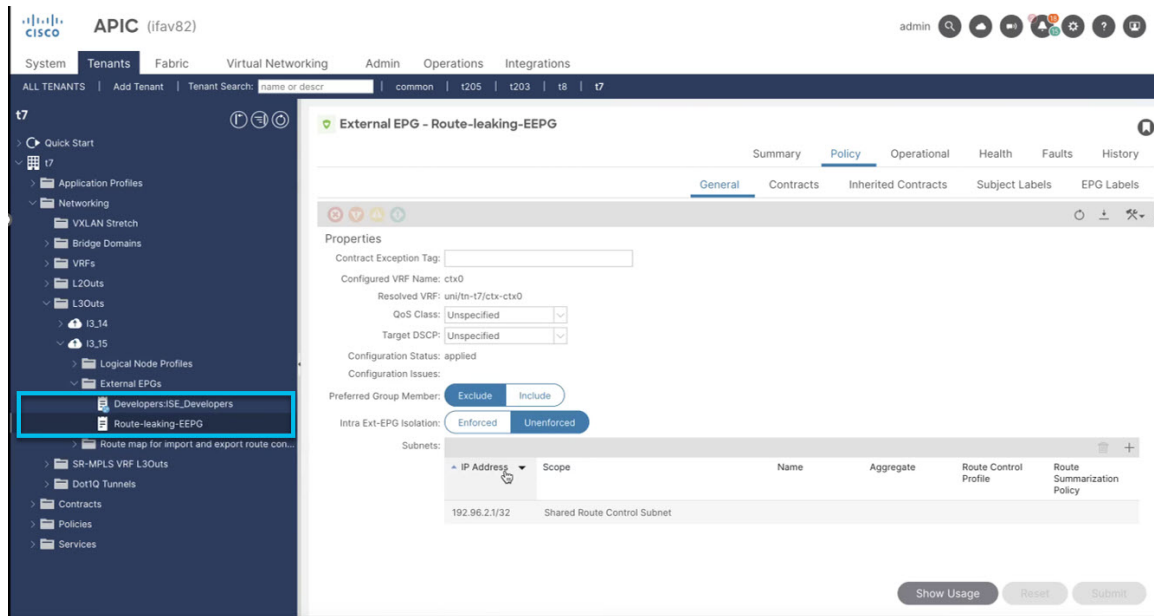 CISCO APIC (ifav82) admin
System Tenants Fabric Virtual Networking Admin Operations Integrations
ALL TENANTS | Add Tenant | Tenant Search: name or descr | common | t205 | t203 | t8 | t7
t7
Quick Start
t7
Application Profiles
Networking
VXLAN Stretch
Bridge Domains
VRFs
L2Outs
L3Outs
l3_14
l3_15
Logical Node Profiles
External EPGs
Developers:ISE_Developers
Route-leaking-EEPG
Route map for import and export route con...
SR-MPLS VRF L3Outs
Dot1Q Tunnels
Contracts
Policies
Services
External EPG - Route-leaking-EEPG
Summary Policy Operational Health Faults History
General Contracts Inherited Contracts Subject Labels EPG Labels
Properties
Contract Exception Tag:
Configured VRF Name: ctx0
Resolved VRF: uni/tn-t7/ctx-ctx0
QoS Class: Unspecified
Target DSCP: Unspecified
Configuration Status: applied
Configuration Issues:
Preferred Group Member: Exclude Include
Intra Ext-EPG Isolation: Enforced Unenforced
Subnets:
IP Address Scope Name Aggregate Route Control Profile Route Summarization Policy
192.96.2.1/32 Shared Route Control Subnet
Show Usage Reset Submit